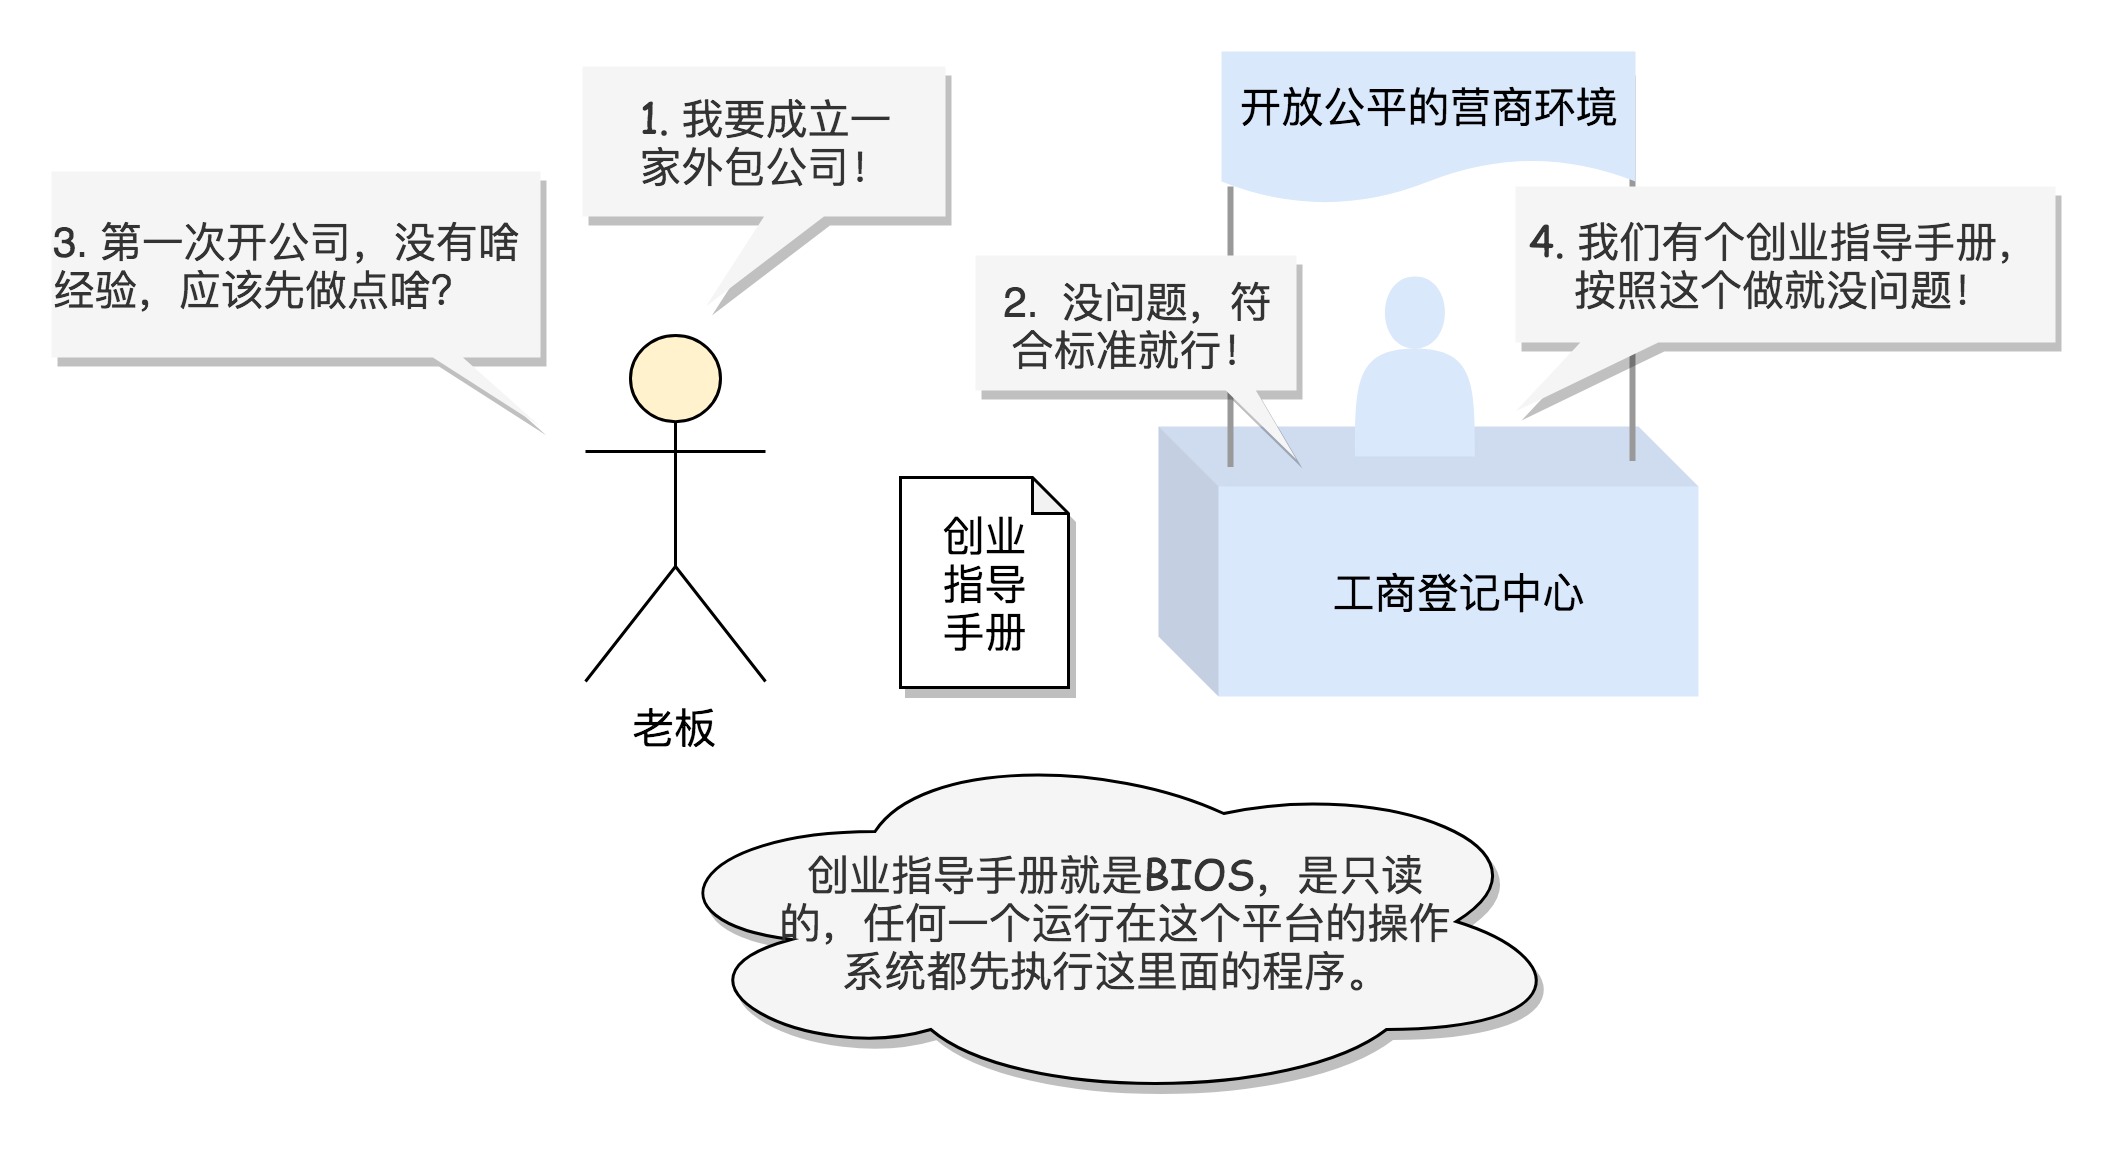 开放公平的营商环境
1. 我要成立一
家外包公司！
2. 没问题，符
合标准就行！
3. 第一次开公司，没有啥
经验，应该先做点啥？
4. 我们有个创业指导手册，
按照这个做就没问题！
创业
指导
手册
工商登记中心
老板
创业指导手册就是BIOS，是只读
的，任何一个运行在这个平台的操作
系统都先执行这里面的程序。